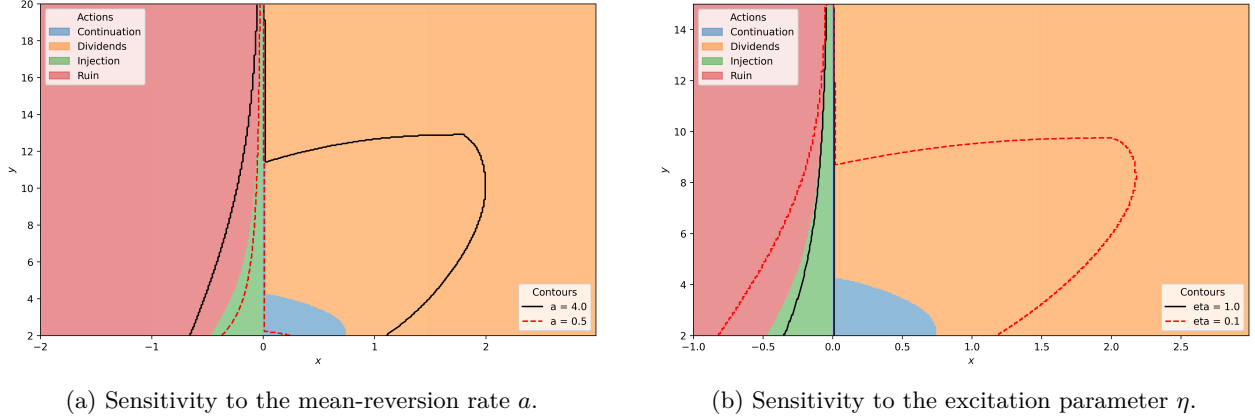 20
18
16
14
12
10
8
6
4
2
y
−2
−1
0
1
2
x
Actions
Continuation
Dividends
Injection
Ruin
Contours
a = 4.0
a = 0.5
(a) Sensitivity to the mean-reversion rate a.
14
12
10
8
6
4
2
y
−1.0
−0.5
0.0
0.5
1.0
1.5
2.0
2.5
x
Actions
Continuation
Dividends
Injection
Ruin
Contours
eta = 1.0
eta = 0.1
(b) Sensitivity to the excitation parameter η.